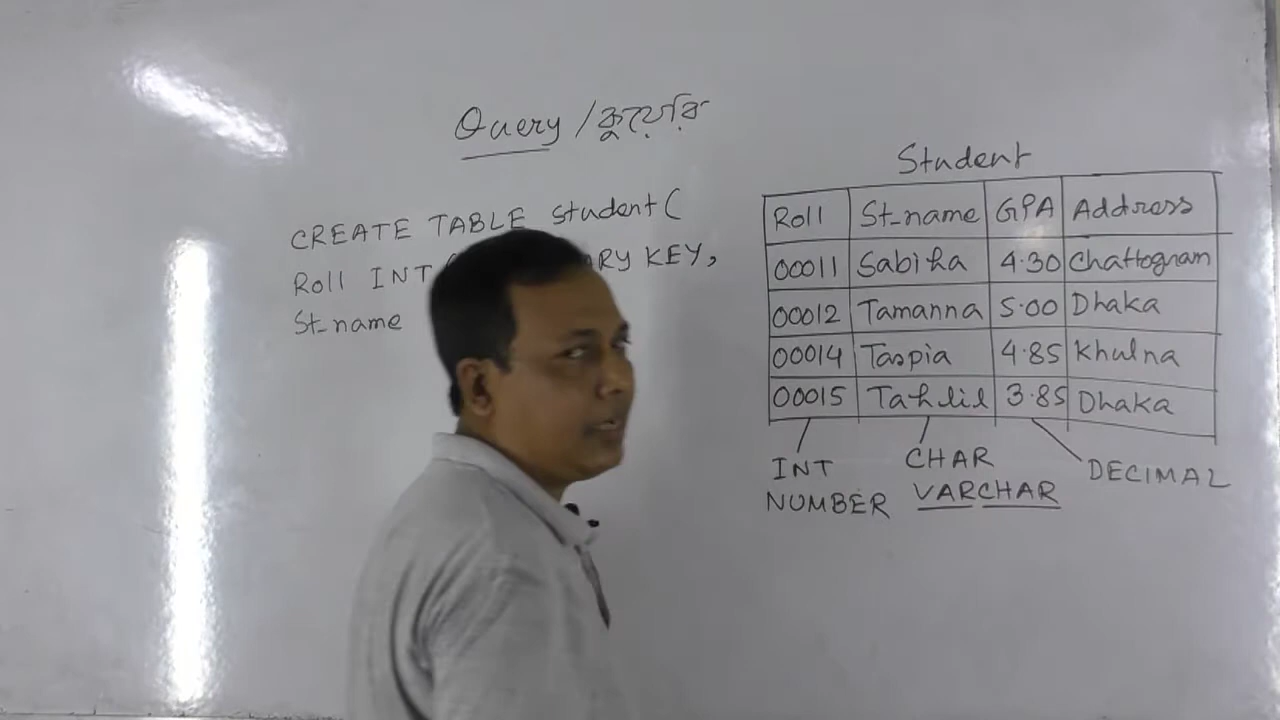 Query / কুয়েরি
CREATE TABLE Student (
Roll INT KEY,
St_name
Student
Roll St_name GPA Address
00011 Sabiha 4.30 Chattogram
00012 Tamanna 5.00 Dhaka
00014 Taspia 4.85 Khulna
00015 Tahlil 3.85 Dhaka
INT CHAR DECIMAL
NUMBER VARCHAR